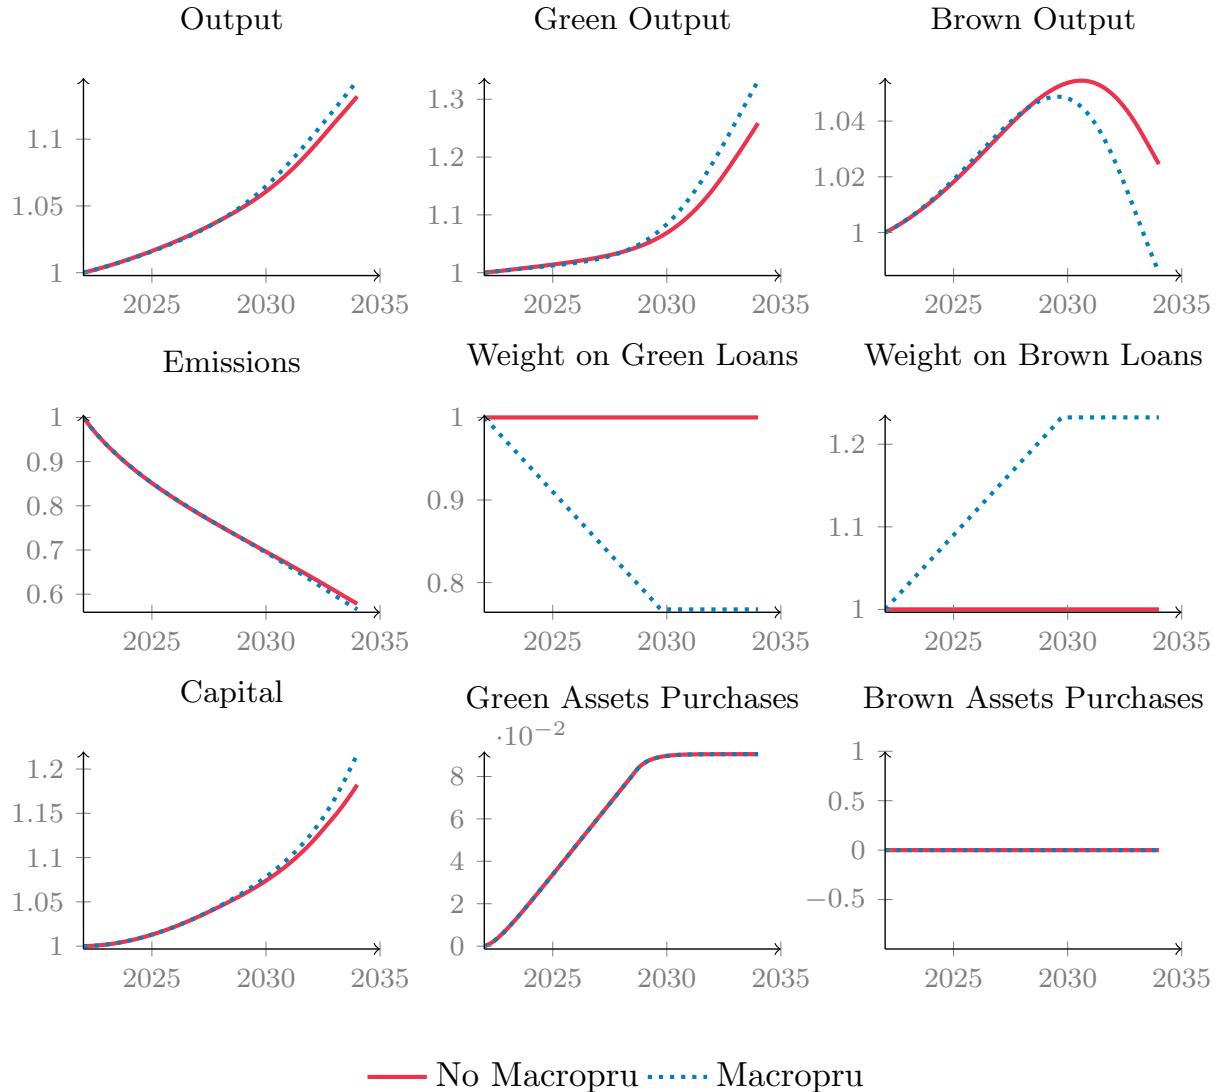 Output Green Output Brown Output
1.1
1.05
1
2025 2030 2035
1.3
1.2
1.1
1
2025 2030 2035
1.04
1.02
1
2025 2030 2035
Emissions Weight on Green Loans Weight on Brown Loans
1
0.9
0.8
0.7
0.6
2025 2030 2035
1
0.9
0.8
2025 2030 2035
1.2
1.1
1
2025 2030 2035
Capital Green Assets Purchases Brown Assets Purchases
1.2
1.15
1.1
1.05
1
2025 2030 2035
·10⁻²
8
6
4
2
0
2025 2030 2035
1
0.5
0
−0.5
2025 2030 2035
No Macropru Macropru